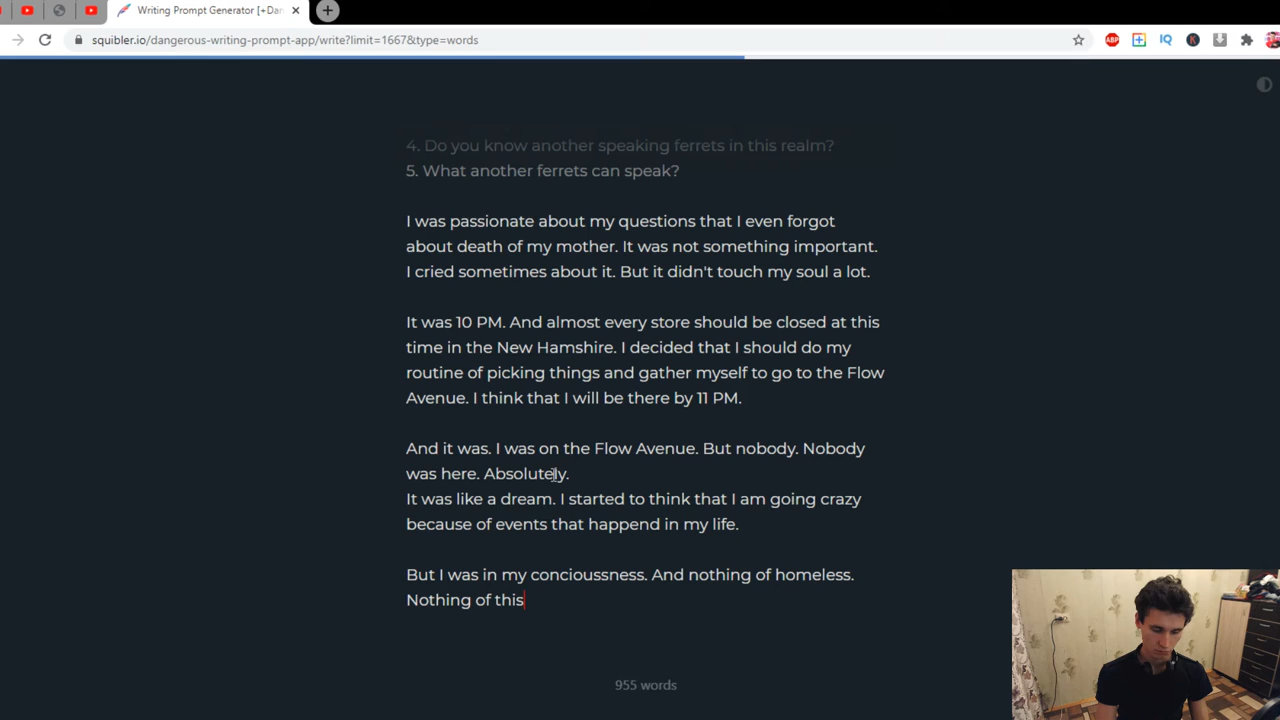 Writing Prompt Generator [+Dan
squibler.io/dangerous-writing-prompt-app/write?limit=1667&type=words
ABP
IQ
K
4. Do you know another speaking ferrets in this realm?
5. What another ferrets can speak?
I was passionate about my questions that I even forgot
about death of my mother. It was not something important.
I cried sometimes about it. But it didn't touch my soul a lot.
It was 10 PM. And almost every store should be closed at this
time in the New Hamshire. I decided that I should do my
routine of picking things and gather myself to go to the Flow
Avenue. I think that I will be there by 11 PM.
And it was. I was on the Flow Avenue. But nobody. Nobody
was here. Absolutely.
It was like a dream. I started to think that I am going crazy
because of events that happend in my life.
But I was in my concioussness. And nothing of homeless.
Nothing of this
955 words